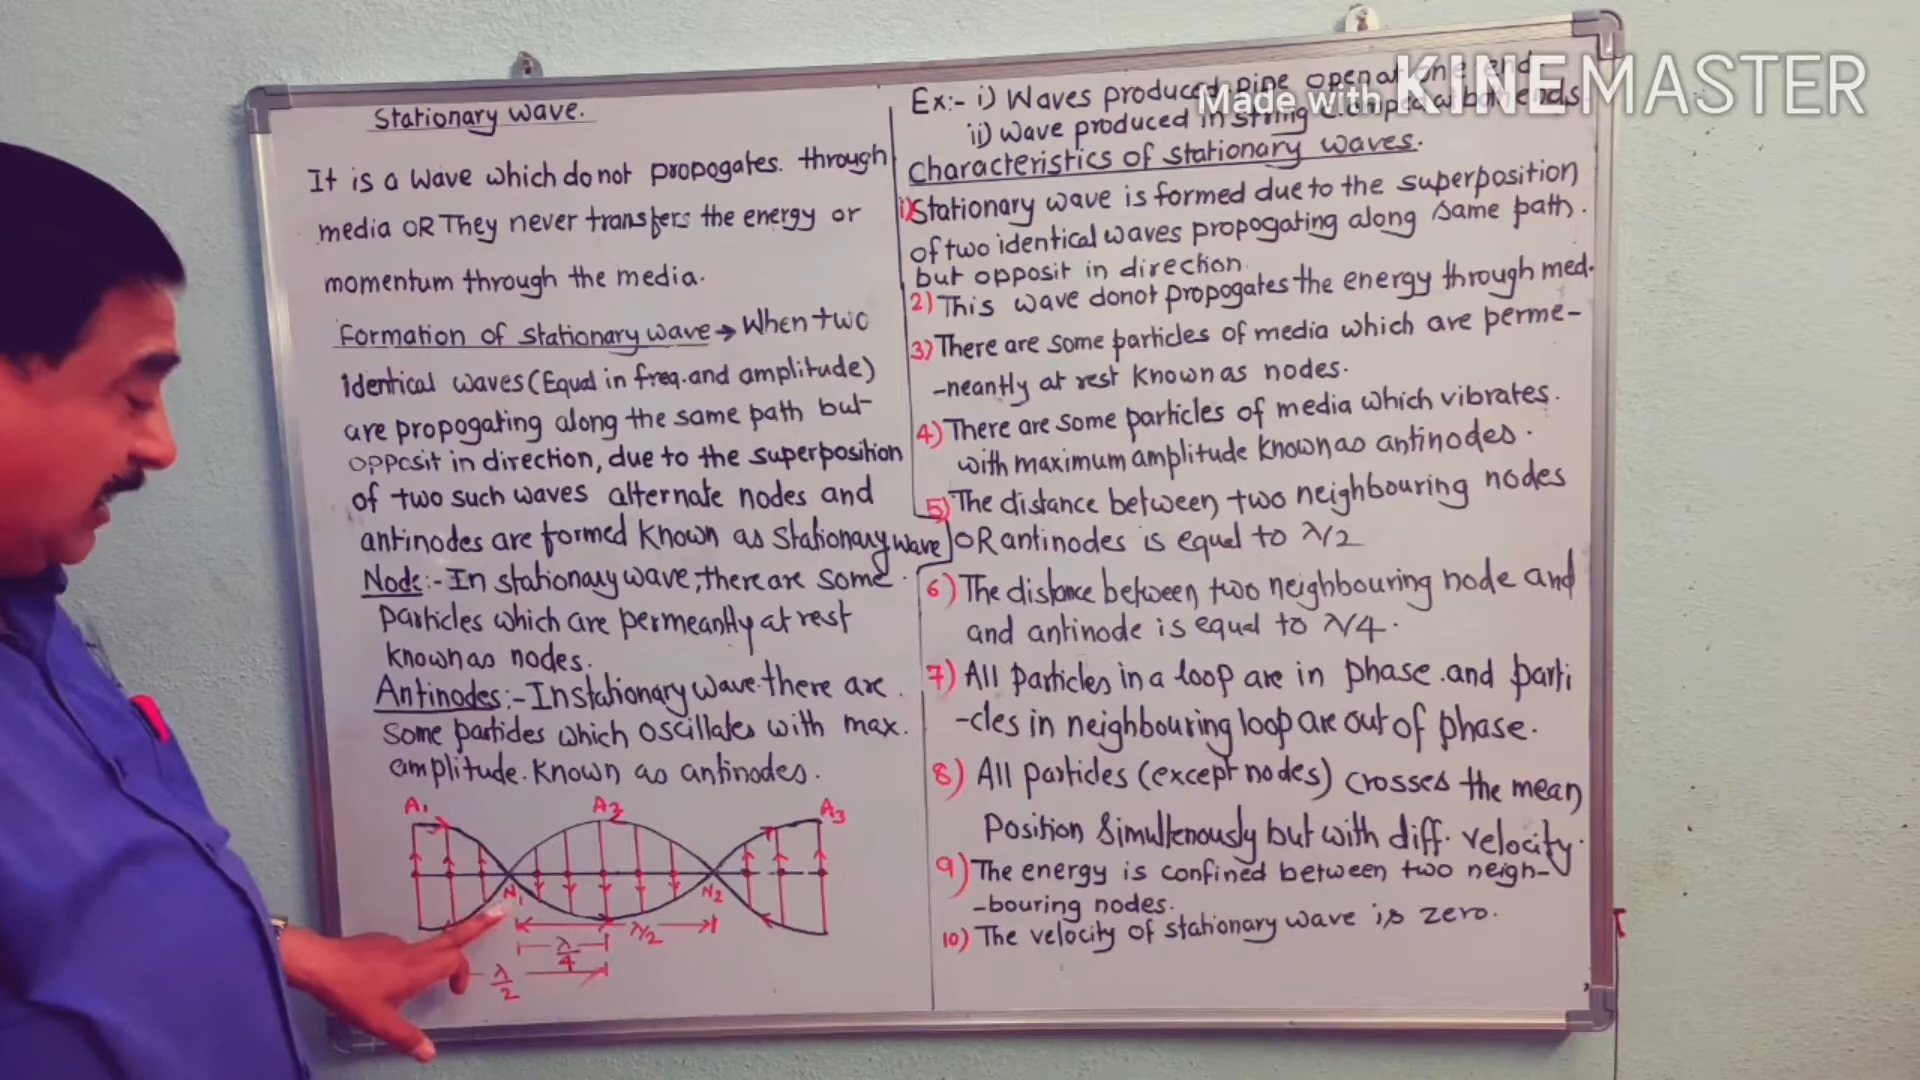 Stationary wave.
It is a wave which donot propogates. through
media OR They never transfers the energy or
momentum through the media.
Formation of stationary wave → When two
identical waves (Equal in freq. and amplitude)
are propogating along the same path but
opposit in direction, due to the superposition
of two such waves alternate nodes and
antinodes are formed known as stationary wave
Node:- In stationary wave, there are some
particles which are permeantly at rest
known as nodes.
Antinodes:- In stationary wave there are
some particles which oscillates with max.
amplitude. Known as antinodes.
A1 A2 A3
N1 N2
λ/2
λ/4
λ/2
Ex:- i) Waves produced pipe open at one end
ii) Wave produced in string clamped at both ends.
Characteristics of stationary waves.
1) Stationary wave is formed due to the superposition
of two identical waves propogating along same path.
but opposit in direction.
2) This wave donot propogates the energy through med.
3) There are some particles of media which are perme-
-neantly at rest known as nodes.
4) There are some particles of media which vibrates.
with maximum amplitude known as antinodes.
5) The distance between two neighbouring nodes
OR antinodes is equal to λ/2
6) The distance between two neighbouring node and
and antinode is equal to λ/4.
7) All particles in a loop are in phase. and parti
-cles in neighbouring loop are out of phase.
8) All particles (except nodes) crosses the mean
Position simultenously but with diff. velocity.
9) The energy is confined between two neigh-
-bouring nodes.
10) The velocity of stationary wave is zero.
Made with KINEMASTER